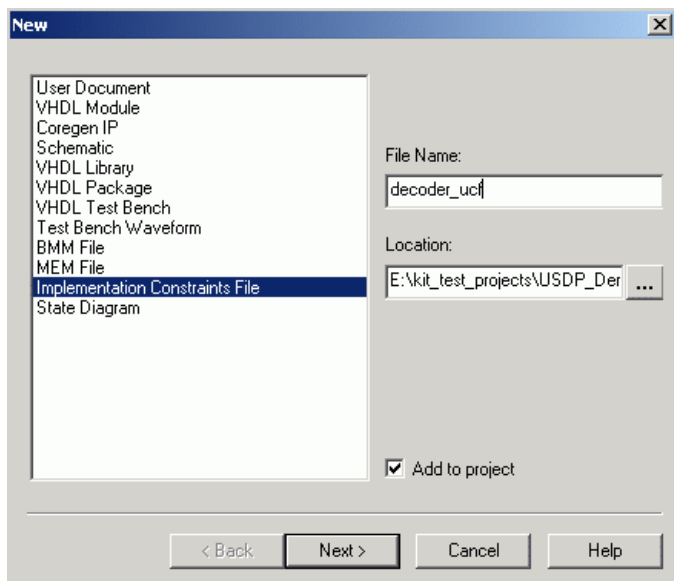 New
User Document
VHDL Module
Coregen IP
Schematic
VHDL Library
VHDL Package
VHDL Test Bench
Test Bench Waveform
BMM File
MEM File
Implementation Constraints File
State Diagram
File Name:
decoder_ucf
Location:
E:\kit_test_projects\USDP_Der
...
Add to project
< Back
Next >
Cancel
Help